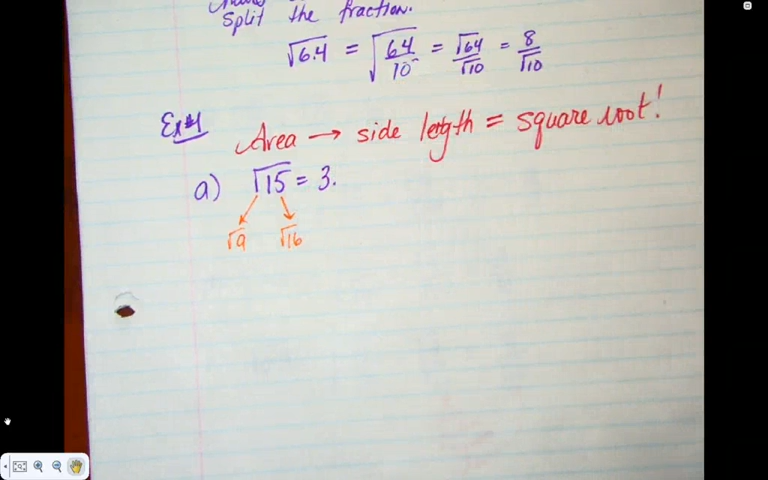 Split the fraction.
√6.4 = √64/10 = √64/√10 = 8/√10
Ex#1
Area → side length = square root!
a) √15 = 3.
√9 √16